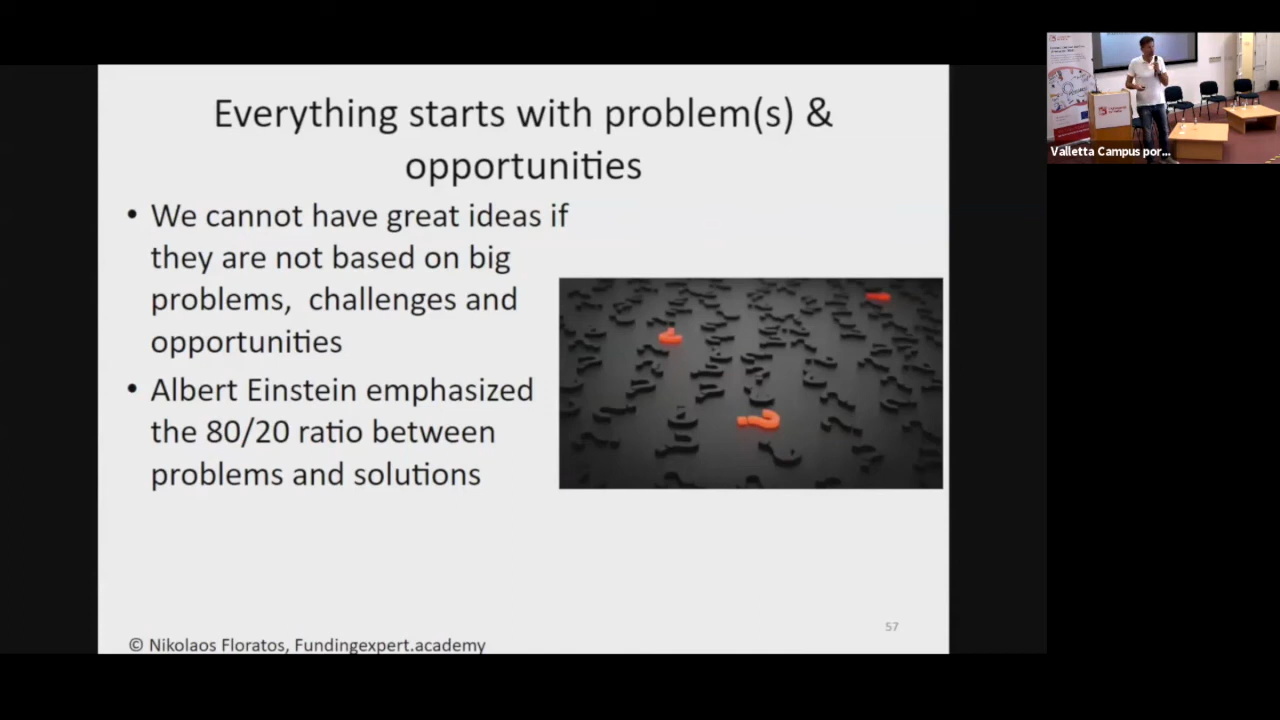 Everything starts with problem(s) &
opportunities
• We cannot have great ideas if
they are not based on big
problems, challenges and
opportunities
• Albert Einstein emphasized
the 80/20 ratio between
problems and solutions
57
© Nikolaos Floratos, Fundingexpert.academy
Valletta Campus por...